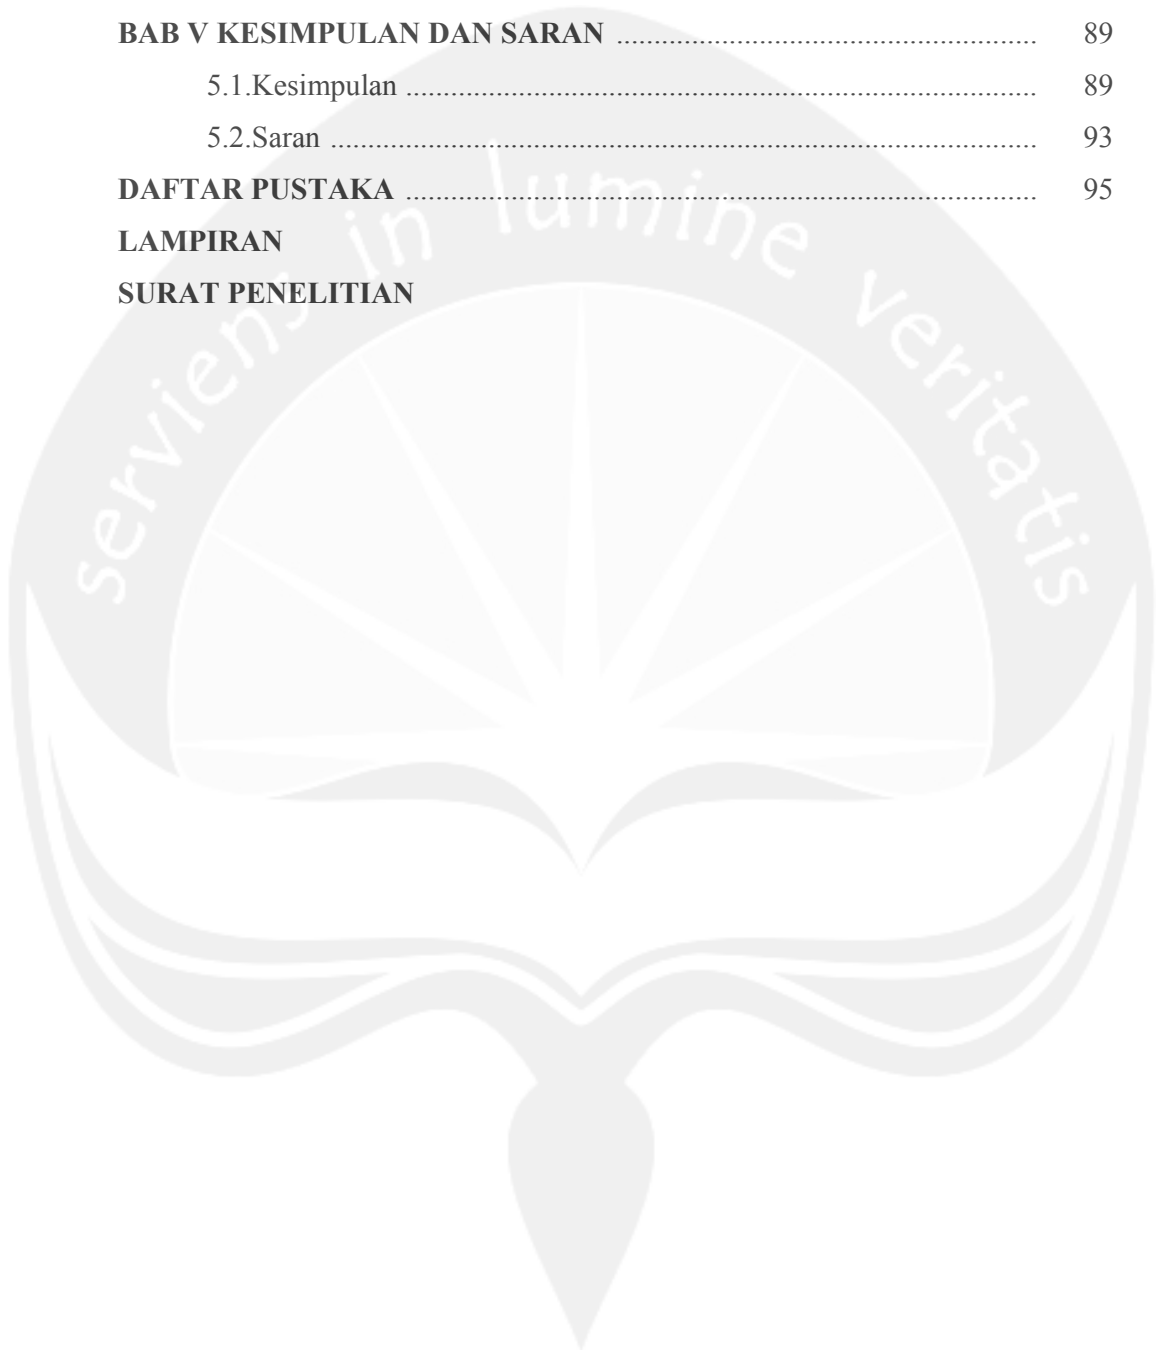 BAB V KESIMPULAN DAN SARAN ........................................................ 89
5.1.Kesimpulan .................................................................................... 89
5.2.Saran .............................................................................................. 93
DAFTAR PUSTAKA .................................................................................... 95
LAMPIRAN
SURAT PENELITIAN
serviens in lumine veritatis